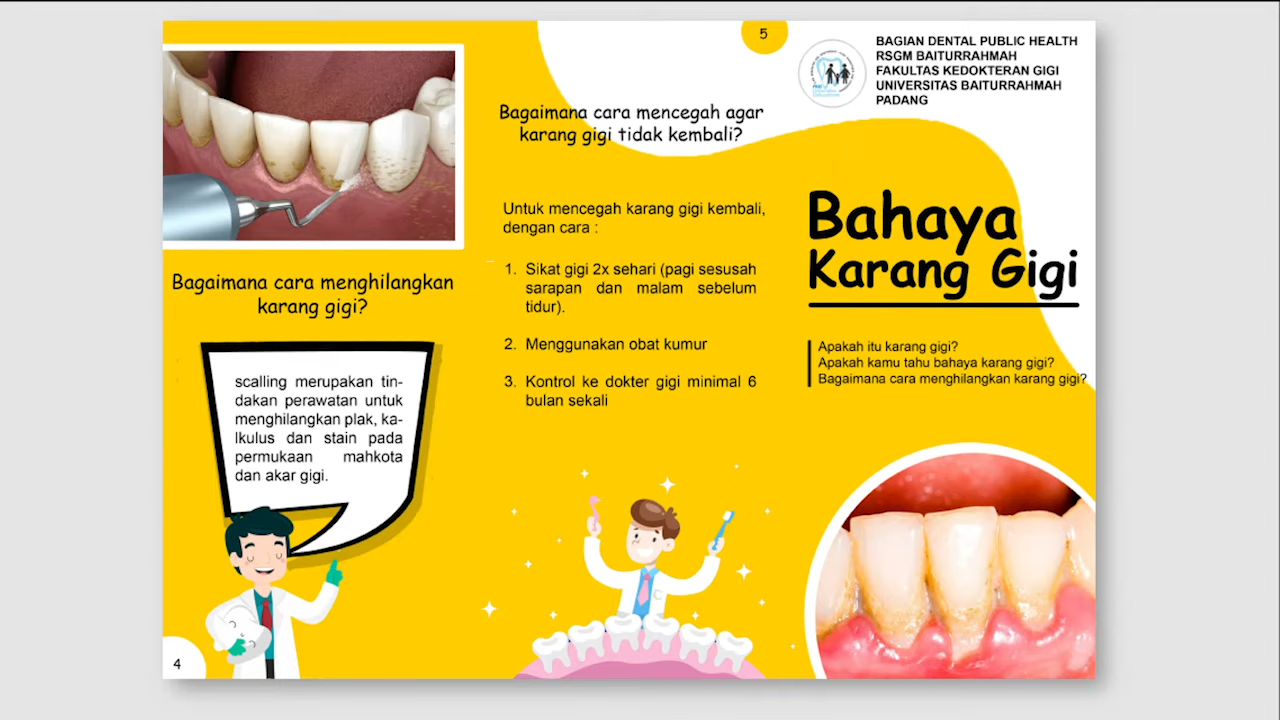 Bagaimana cara menghilangkan
karang gigi?
scalling merupakan tin-
dakan perawatan untuk
menghilangkan plak, ka-
lkulus dan stain pada
permukaan mahkota
dan akar gigi.
4
5
Bagaimana cara mencegah agar
karang gigi tidak kembali?
Untuk mencegah karang gigi kembali,
dengan cara :
1. Sikat gigi 2x sehari (pagi sesusah
sarapan dan malam sebelum
tidur).
2. Menggunakan obat kumur
3. Kontrol ke dokter gigi minimal 6
bulan sekali
BAGIAN DENTAL PUBLIC HEALTH
RSGM BAITURRAHMAH
FAKULTAS KEDOKTERAN GIGI
UNIVERSITAS BAITURRAHMAH
PADANG
Bahaya
Karang Gigi
Apakah itu karang gigi?
Apakah kamu tahu bahaya karang gigi?
Bagaimana cara menghilangkan karang gigi?